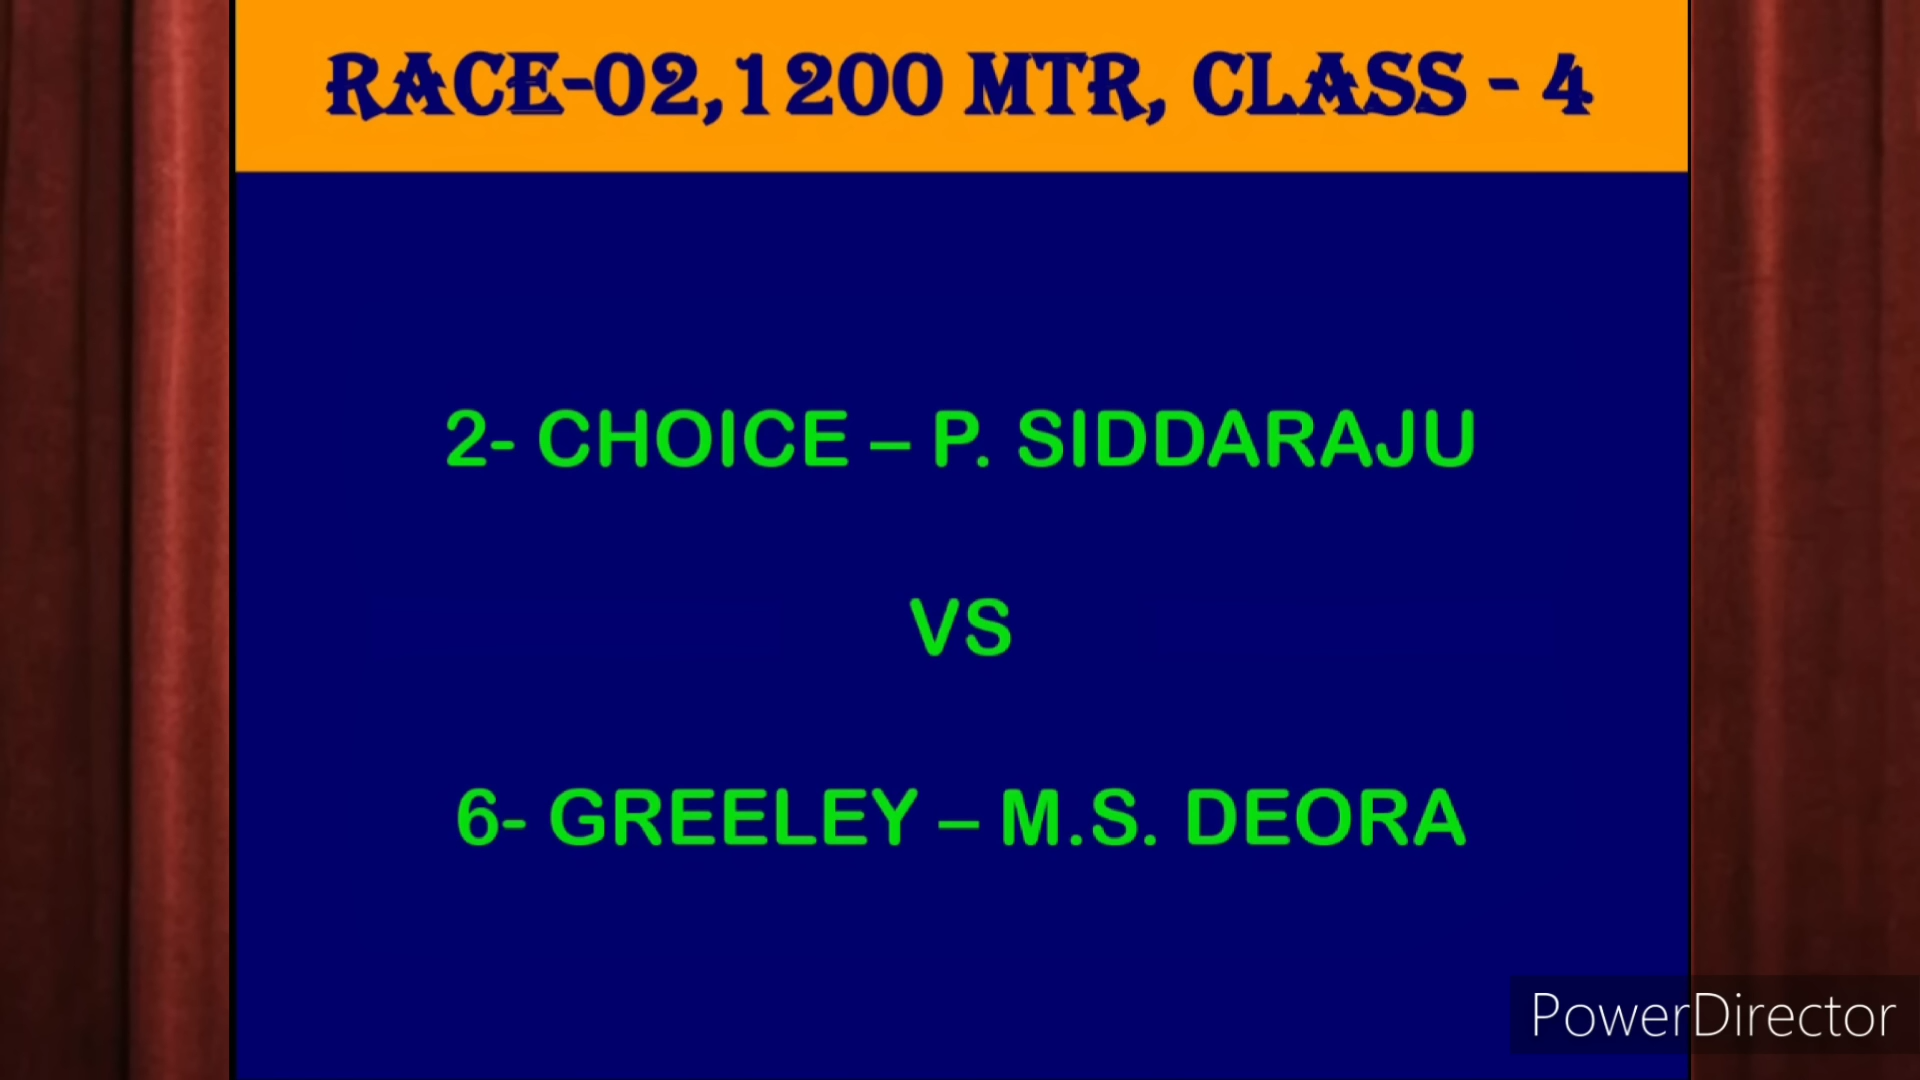 RACE-02,1200 MTR, CLASS - 4
2- CHOICE – P. SIDDARAJU
VS
6- GREELEY – M.S. DEORA
PowerDirector